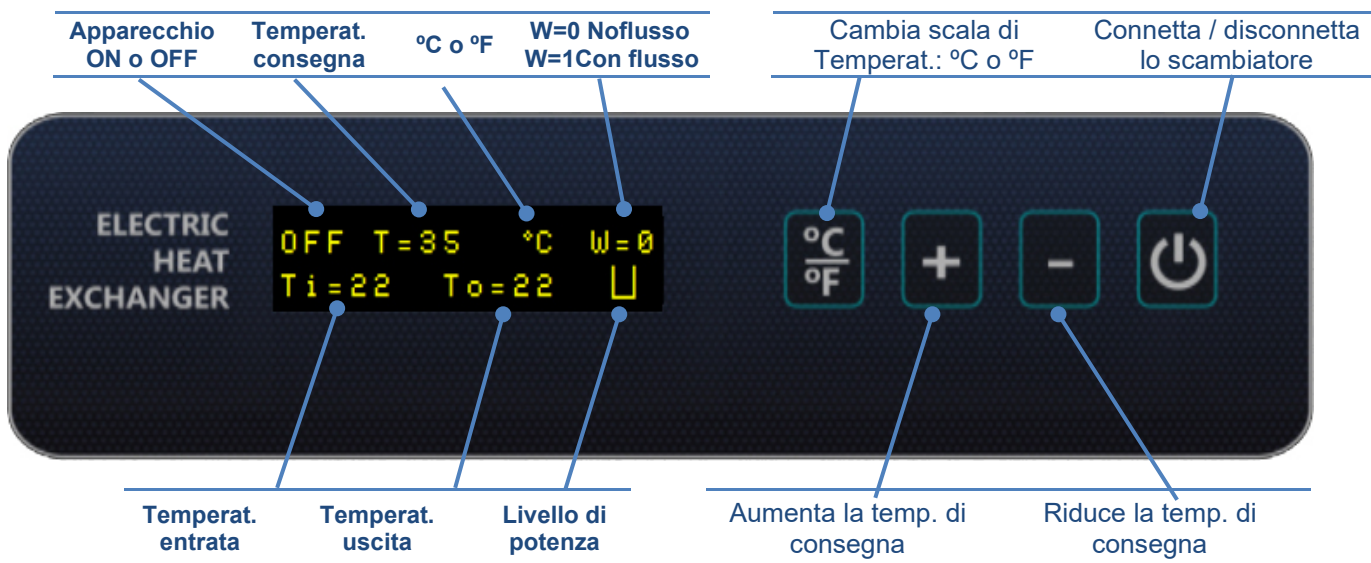 Apparecchio
ON o OFF
Temperat.
consegna
ºC o ºF
W=0 Noflusso
W=1Con flusso
Cambia scala di
Temperat.: ºC o ºF
Connetta / disconnetta
lo scambiatore
ELECTRIC
HEAT
EXCHANGER
OFF T=35 °C W=0
Ti=22 To=22
ºC
ºF
+
-
Temperat.
entrata
Temperat.
uscita
Livello di
potenza
Aumenta la temp. di
consegna
Riduce la temp. di
consegna